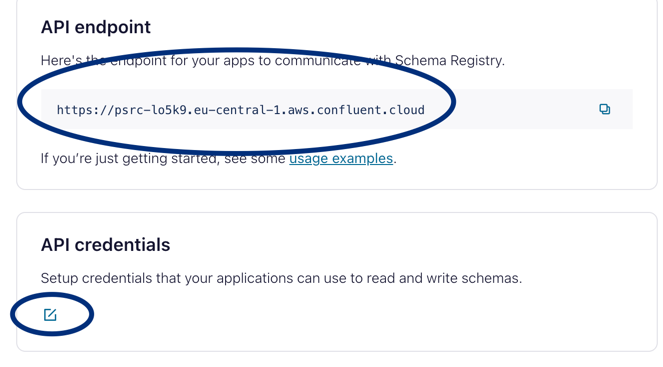 API endpoint
Here's the endpoint for your apps to communicate with Schema Registry.
https://psrc-lo5k9.eu-central-1.aws.confluent.cloud
If you’re just getting started, see some usage examples.
API credentials
Setup credentials that your applications can use to read and write schemas.